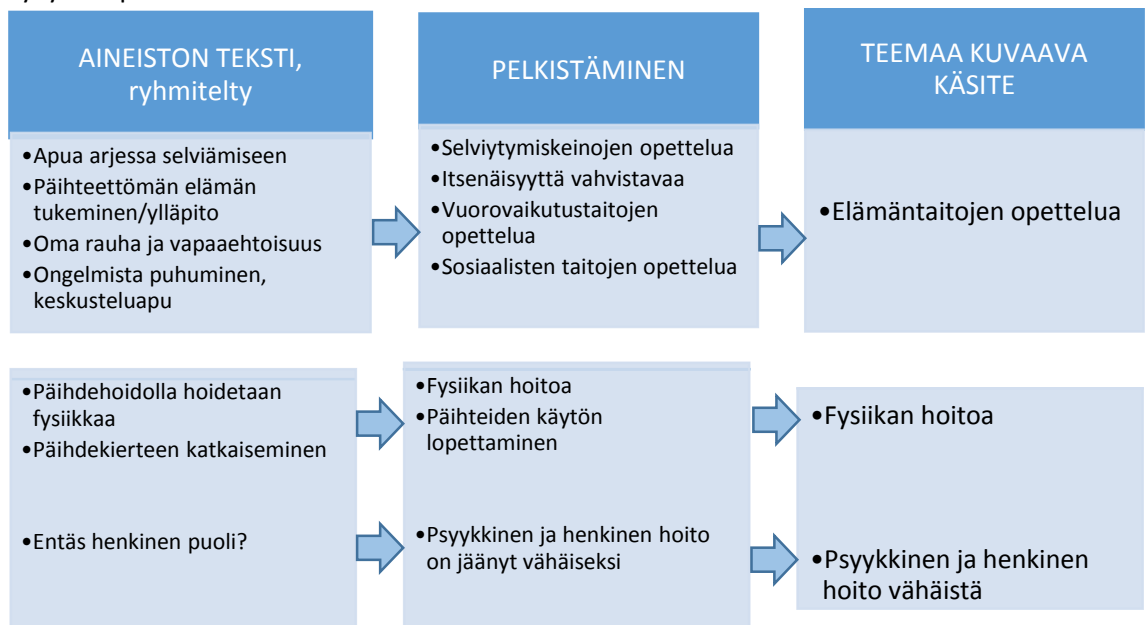 AINEISTON TEKSTI,
ryhmitelty
•Apua arjessa selviämiseen
•Päihteettömän elämän
tukeminen/ylläpito
•Oma rauha ja vapaaehtoisuus
•Ongelmista puhuminen,
keskusteluapu
PELKISTÄMINEN
•Selviytymiskeinojen opettelua
•Itsenäisyyttä vahvistavaa
•Vuorovaikutustaitojen
opettelua
•Sosiaalisten taitojen opettelua
TEEMAA KUVAAVA
KÄSITE
•Elämäntaitojen opettelua
•Päihdehoidolla hoidetaan
fysiikkaa
•Päihdekierteen katkaiseminen
•Fysiikan hoitoa
•Päihteiden käytön
lopettaminen
•Fysiikan hoitoa
•Entäs henkinen puoli?
•Psyykkinen ja henkinen hoito
on jäänyt vähäiseksi
•Psyykkinen ja henkinen
hoito vähäistä